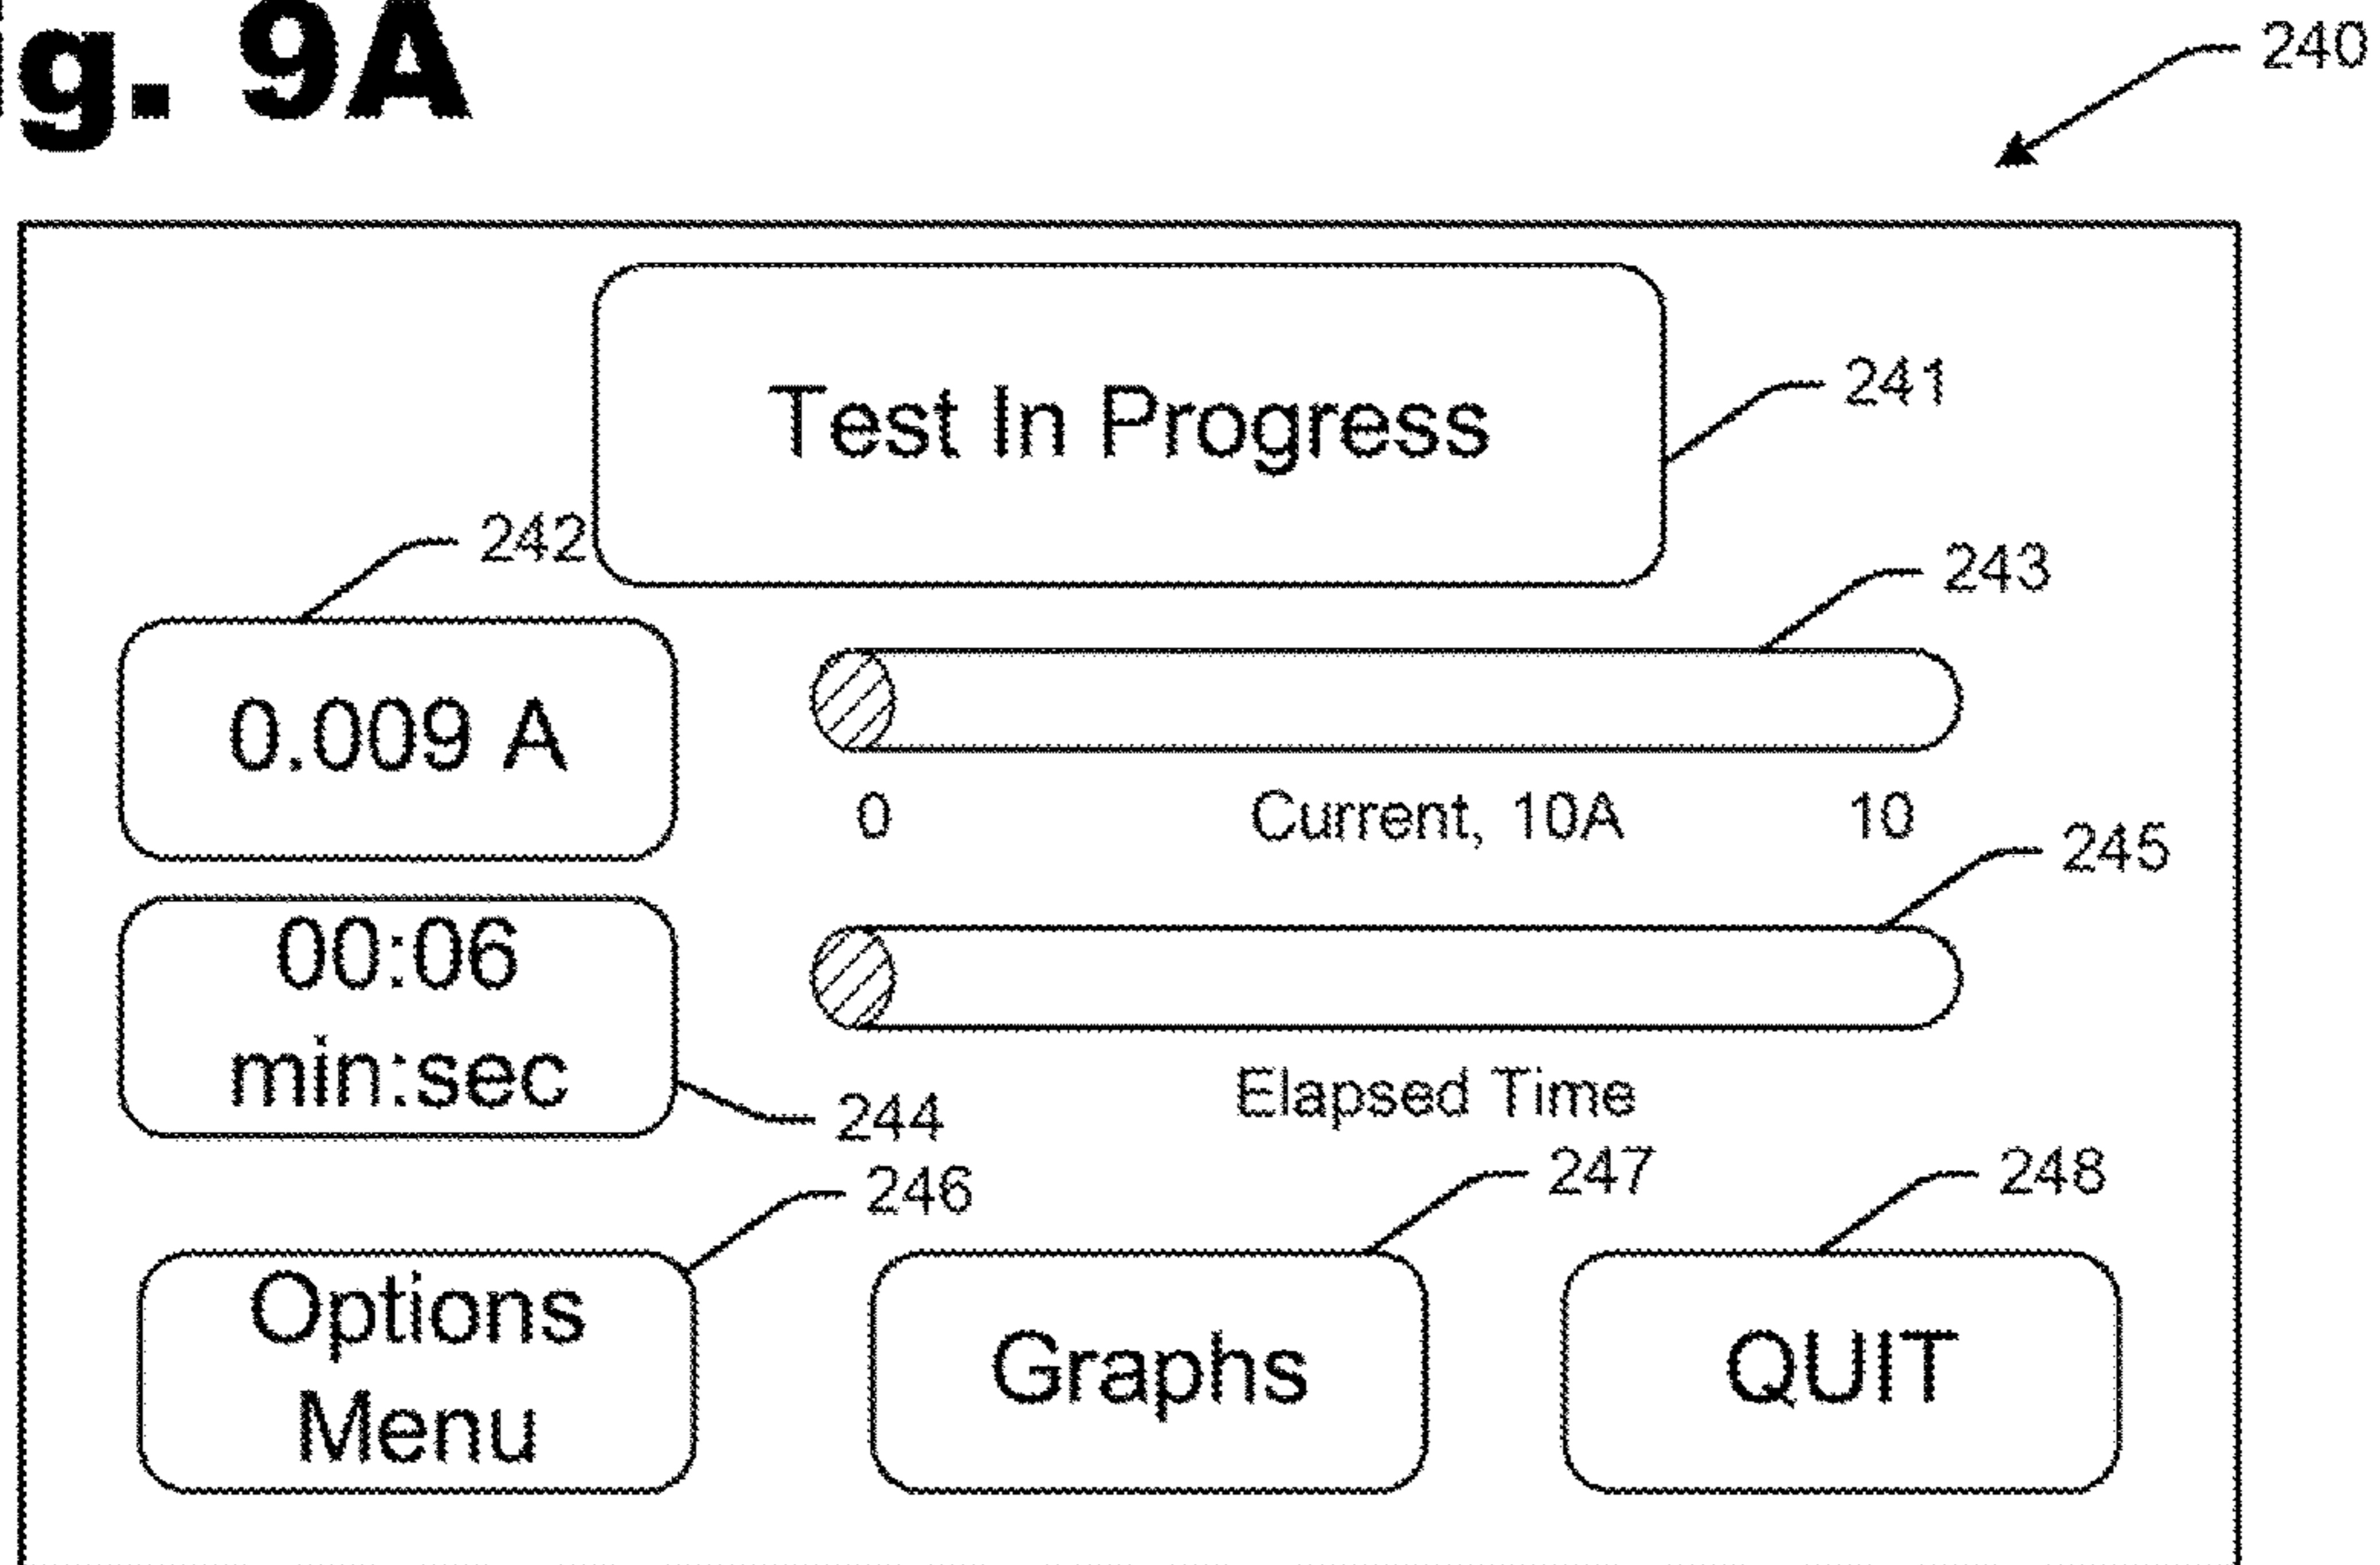 ig. 9A
240
Test In Progress
241
242
243
0.009 A
0 Current, 10A 10
245
00:06
min:sec
244
Elapsed Time
246
247
248
Options
Menu
Graphs
QUIT